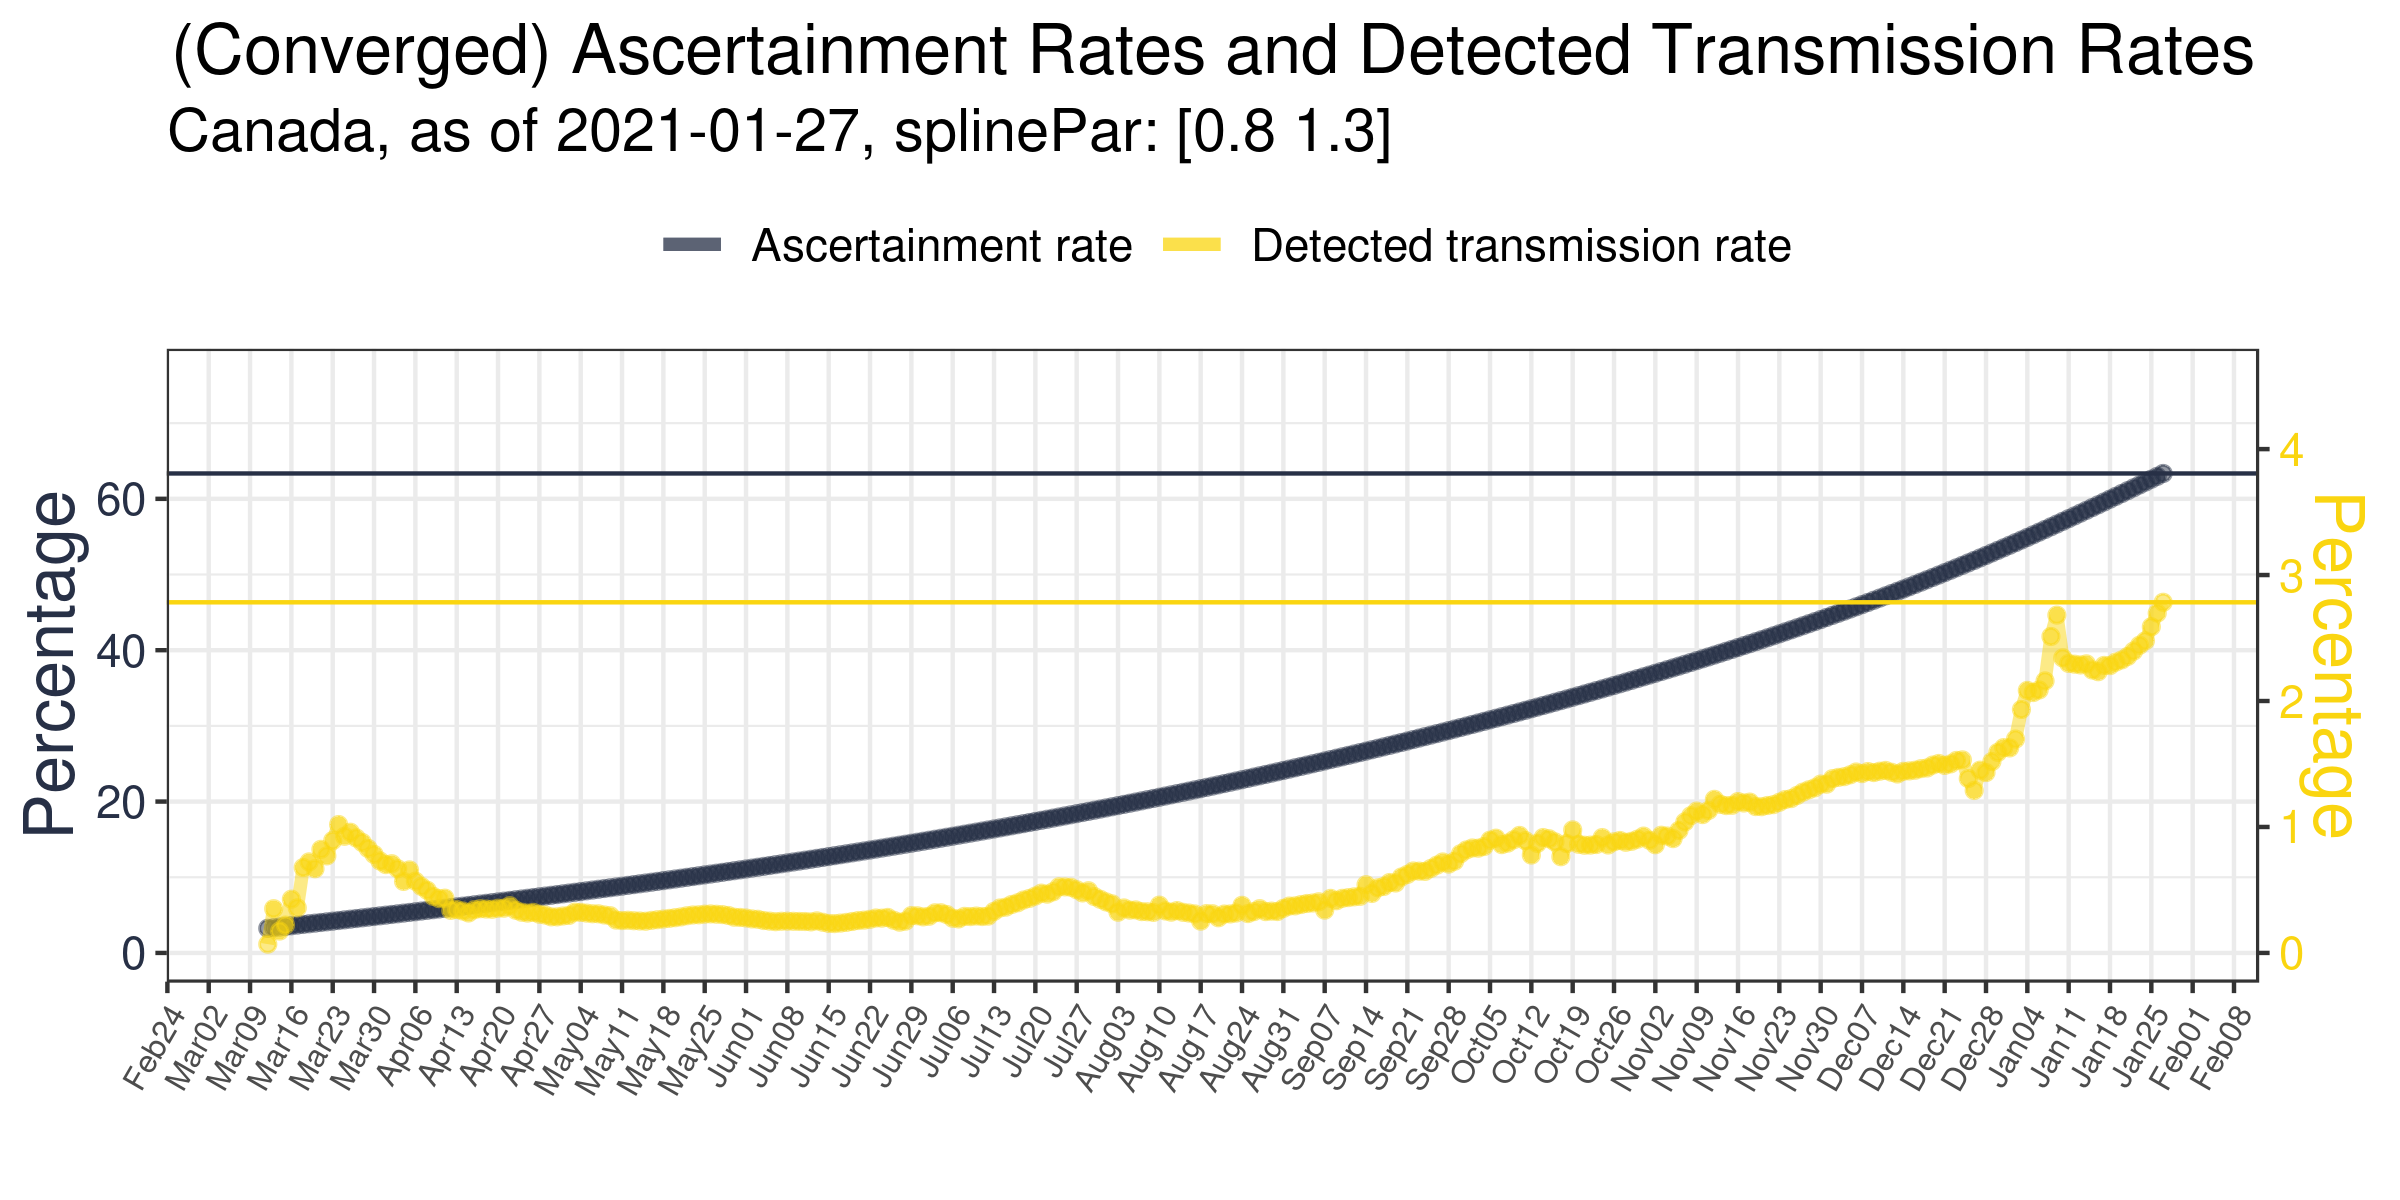 (Converged) Ascertainment Rates and Detected Transmission Rates
Canada, as of 2021-01-27, splinePar: [0.8 1.3]
Ascertainment rate Detected transmission rate
Percentage
60
40
20
0
4
3
2
1
0
Percentage
Feb24 Mar02 Mar09 Mar16 Mar23 Mar30 Apr06 Apr13 Apr20 Apr27 May04 May11 May18 May25 Jun01 Jun08 Jun15 Jun22 Jun29 Jul06 Jul13 Jul20 Jul27 Aug03 Aug10 Aug17 Aug24 Aug31 Sep07 Sep14 Sep21 Sep28 Oct05 Oct12 Oct19 Oct26 Nov02 Nov09 Nov16 Nov23 Nov30 Dec07 Dec14 Dec21 Dec28 Jan04 Jan11 Jan18 Jan25 Feb01 Feb08